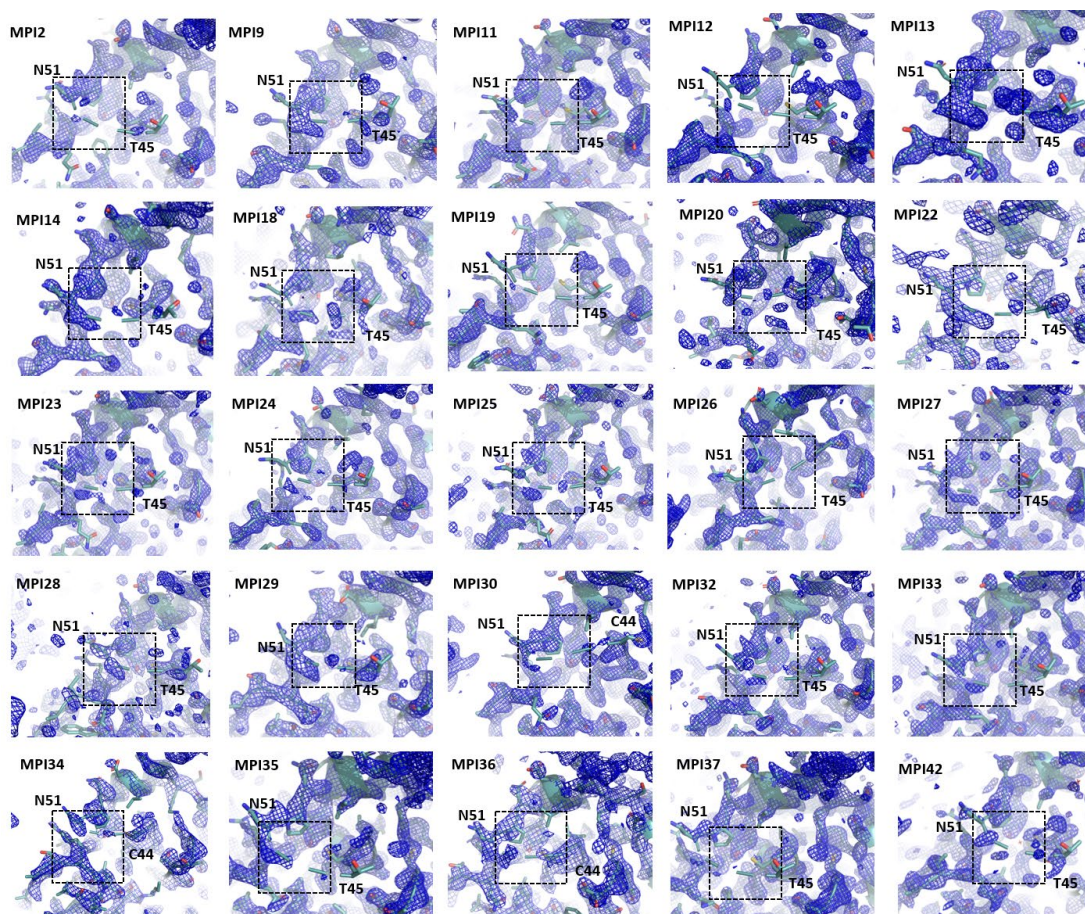 MPI2 MPI9 MPI11 MPI12 MPI13
N51 N51 N51 N51 N51
T45 T45 T45 T45 T45
MPI14 MPI18 MPI19 MPI20 MPI22
N51 N51 N51 N51 N51
T45 T45 T45 T45 T45
MPI23 MPI24 MPI25 MPI26 MPI27
N51 N51 N51 N51 N51
T45 T45 T45 T45 T45
MPI28 MPI29 MPI30 MPI32 MPI33
N51 N51 N51 C44 N51 N51
T45 T45 T45 T45
MPI34 MPI35 MPI36 MPI37 MPI42
N51 N51 N51 N51 N51
C44 T45 C44 T45 T45